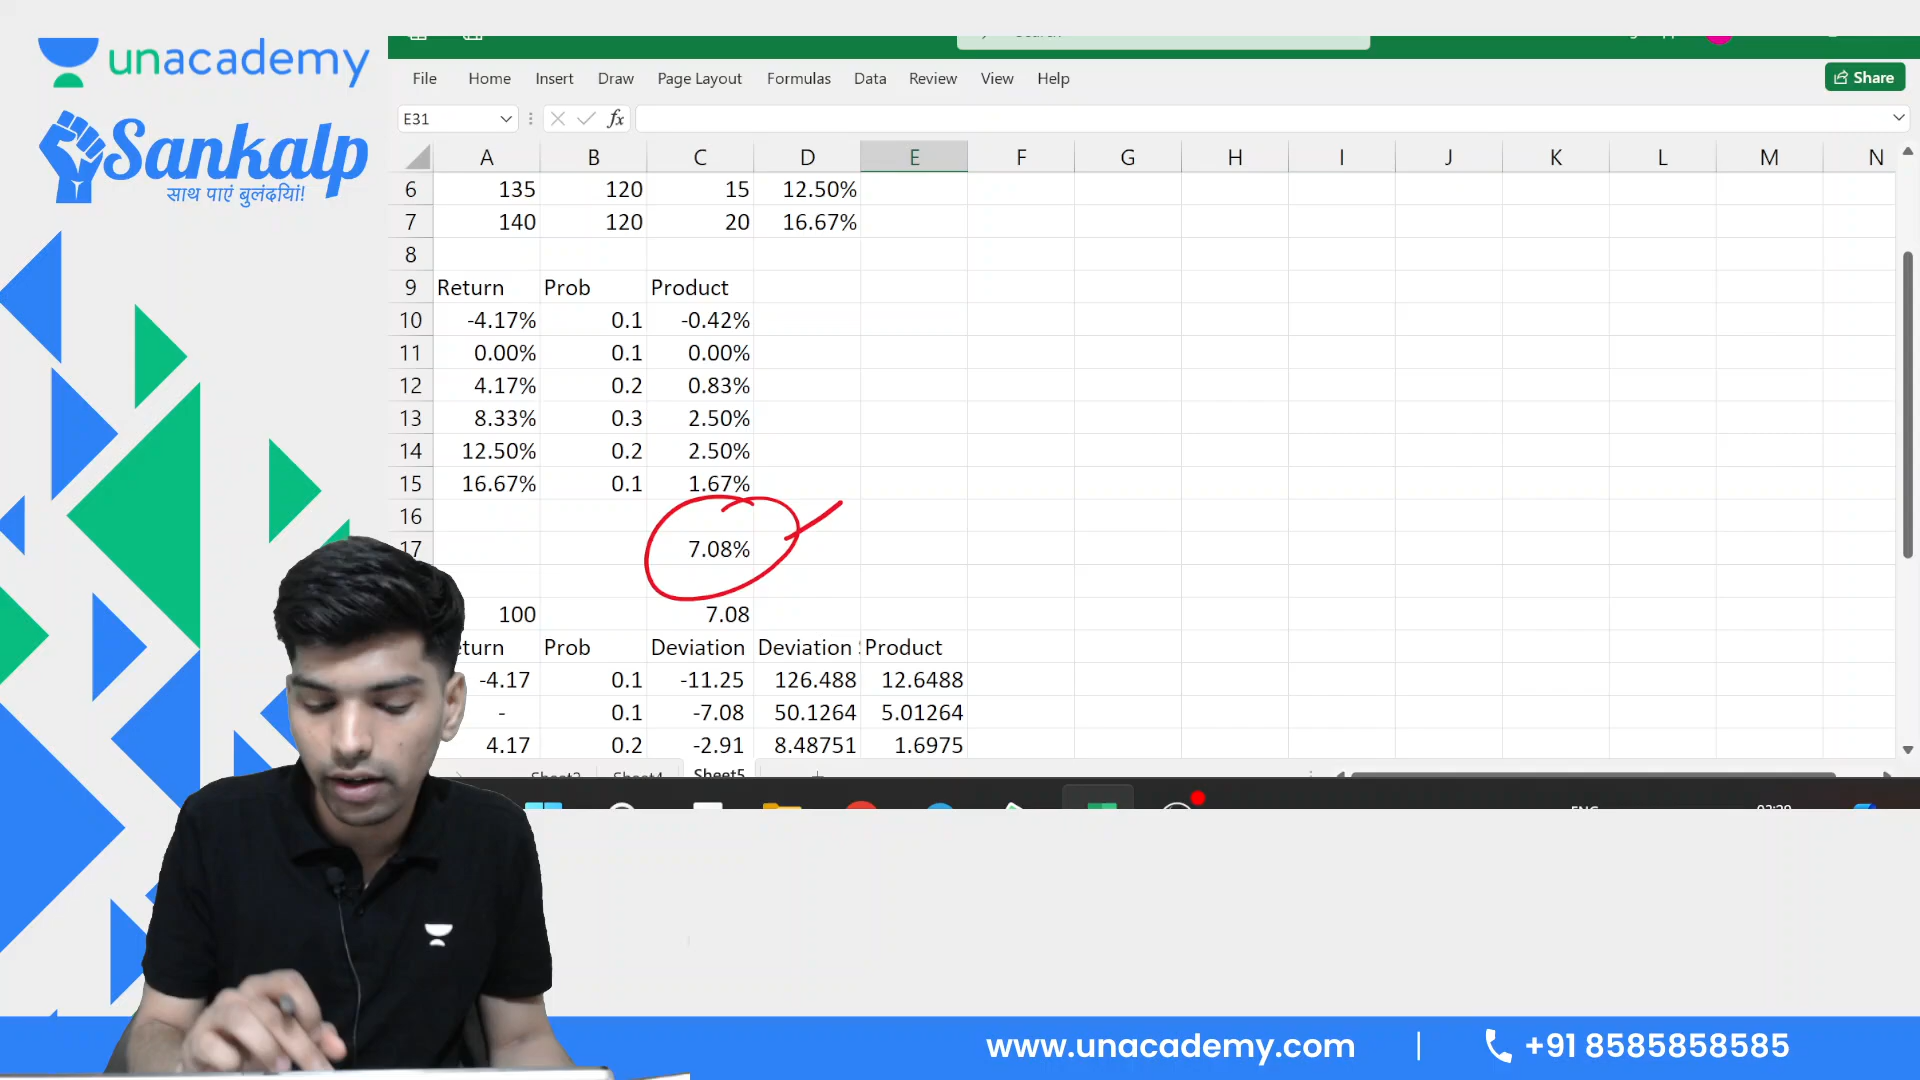 unacademy
Sankalp
साथ पाएं बुलंदियां!
File Home Insert Draw Page Layout Formulas Data Review View Help
Share
E31 fx
A B C D E F G H I J K L M N
6 135 120 15 12.50%
7 140 120 20 16.67%
8
9 Return Prob Product
10 -4.17% 0.1 -0.42%
11 0.00% 0.1 0.00%
12 4.17% 0.2 0.83%
13 8.33% 0.3 2.50%
14 12.50% 0.2 2.50%
15 16.67% 0.1 1.67%
16
17 7.08%
100 7.08
eturn Prob Deviation Deviation Product
-4.17 0.1 -11.25 126.488 12.6488
- 0.1 -7.08 50.1264 5.01264
4.17 0.2 -2.91 8.48751 1.6975
Sheet4 Sheet5
ENG
www.unacademy.com | +91 8585858585